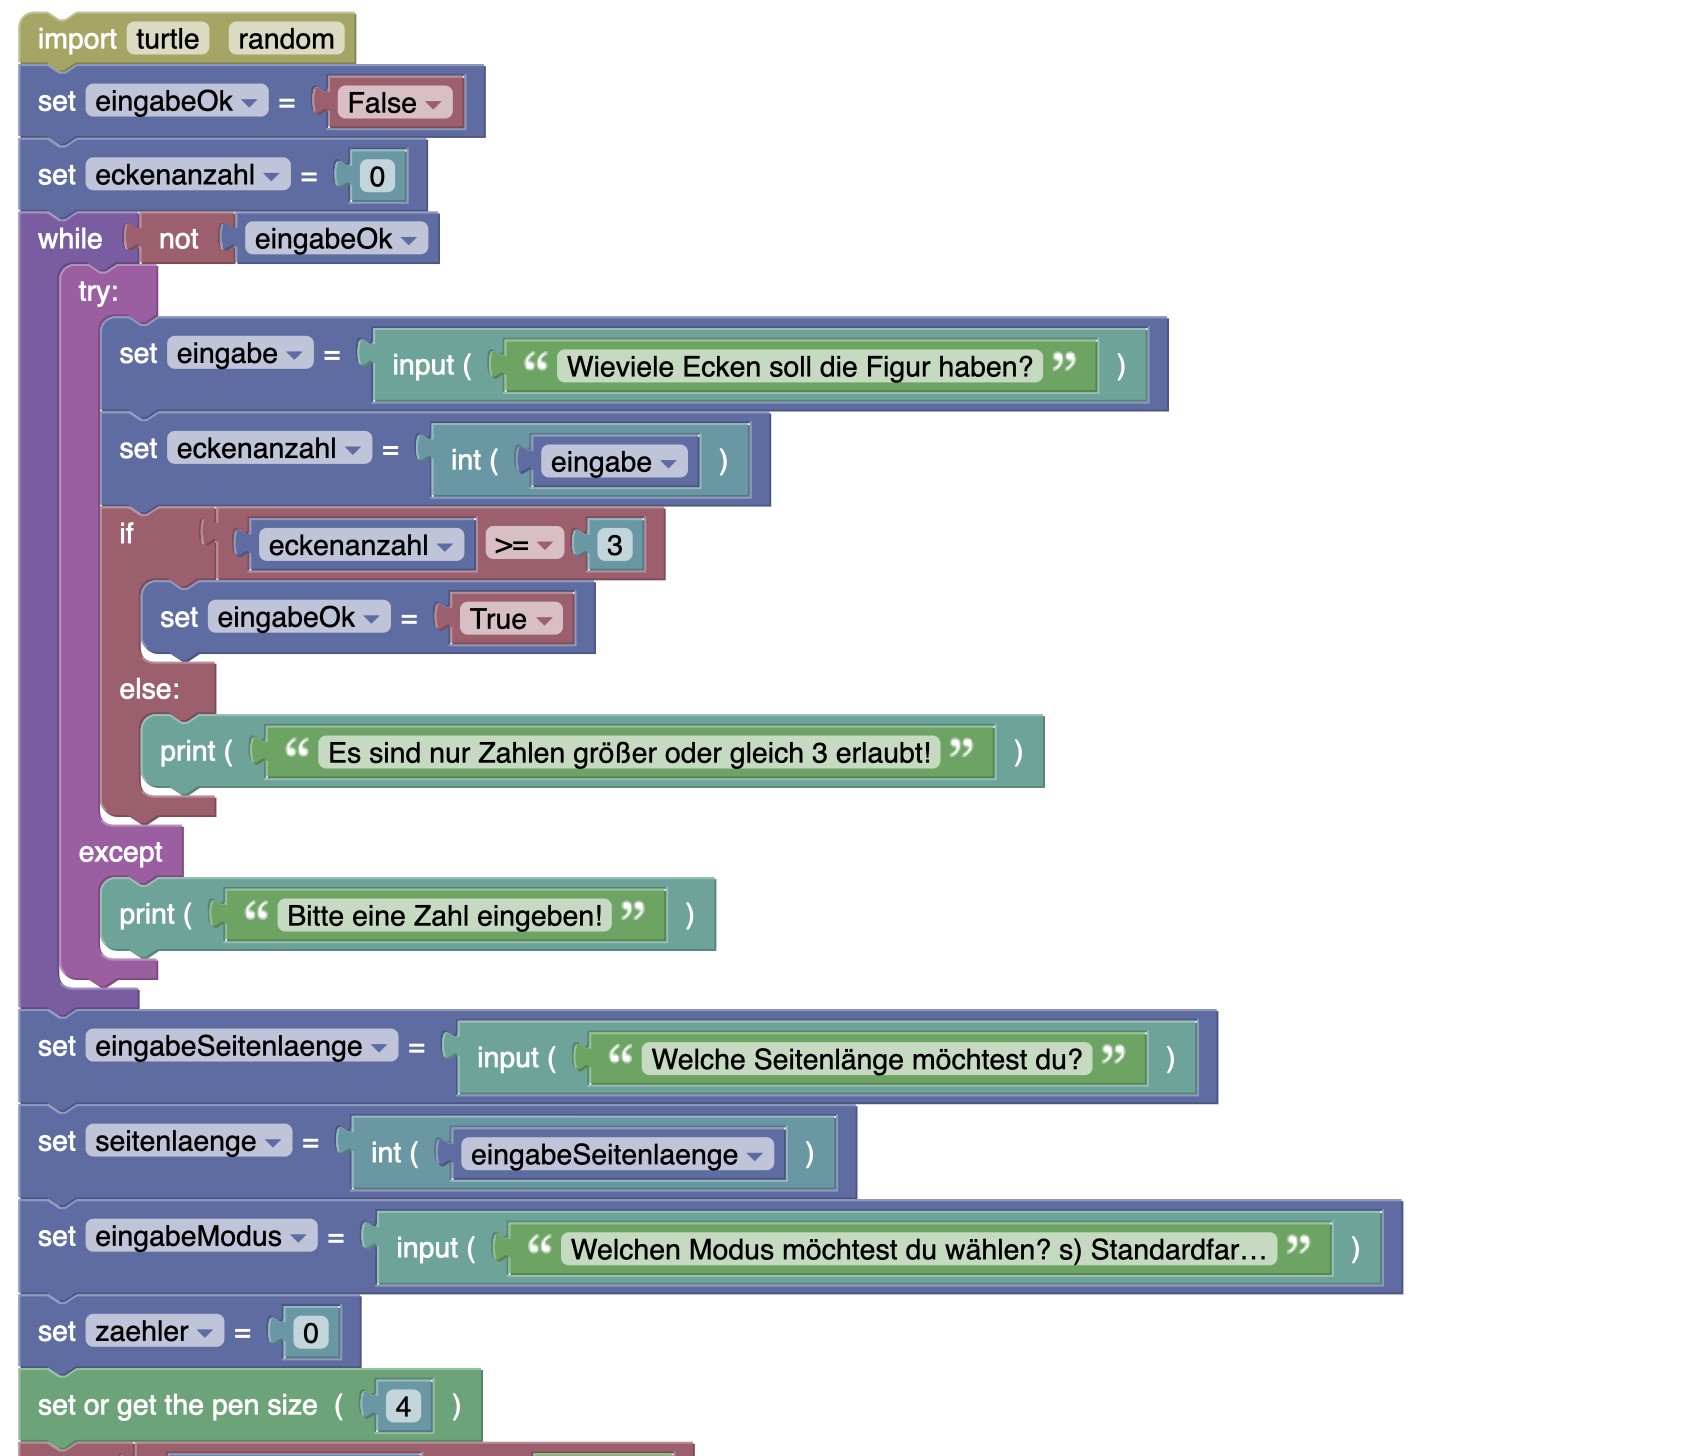 import turtle random
set eingabeOk = False
set eckenanzahl = 0
while not eingabeOk
try:
set eingabe = input ( “ Wieviele Ecken soll die Figur haben? ” )
set eckenanzahl = int ( eingabe )
if eckenanzahl >= 3
set eingabeOk = True
else:
print ( “ Es sind nur Zahlen größer oder gleich 3 erlaubt! ” )
except
print ( “ Bitte eine Zahl eingeben! ” )
set eingabeSeitenlaenge = input ( “ Welche Seitenlänge möchtest du? ” )
set seitenlaenge = int ( eingabeSeitenlaenge )
set eingabeModus = input ( “ Welchen Modus möchtest du wählen? s) Standardfar… ” )
set zaehler = 0
set or get the pen size ( 4 )